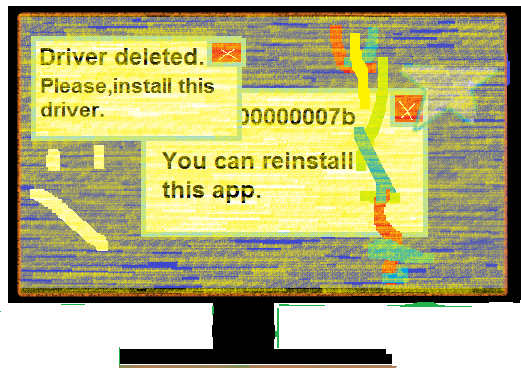 Driver deleted.
Please,install this
driver.
00000007b
You can reinstall
this app.